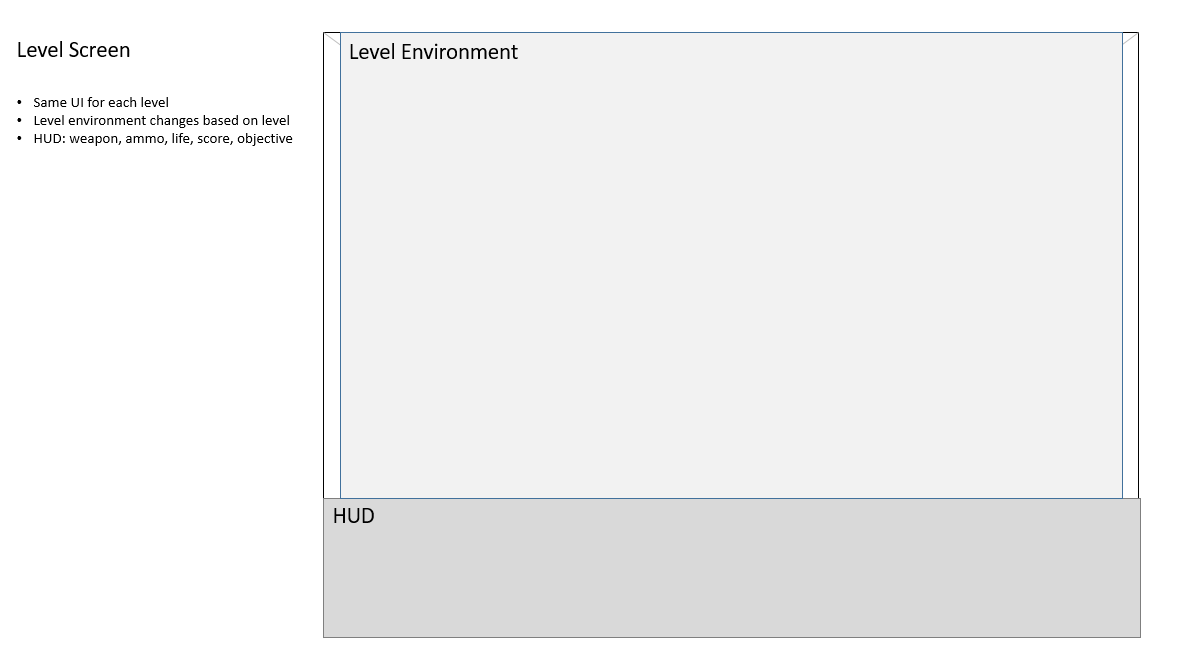 Level Screen
• Same UI for each level
• Level environment changes based on level
• HUD: weapon, ammo, life, score, objective
Level Environment
HUD